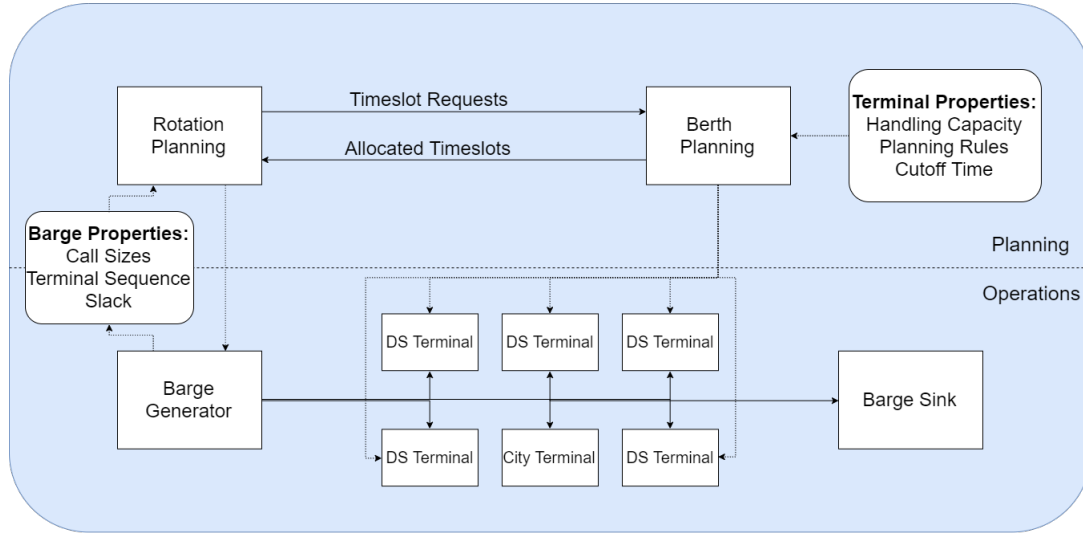 Rotation
Planning
Timeslot Requests
Allocated Timeslots
Berth
Planning
Terminal Properties:
Handling Capacity
Planning Rules
Cutoff Time
Barge Properties:
Call Sizes
Terminal Sequence
Slack
Planning
Operations
DS Terminal
DS Terminal
DS Terminal
Barge
Generator
Barge Sink
DS Terminal
City Terminal
DS Terminal